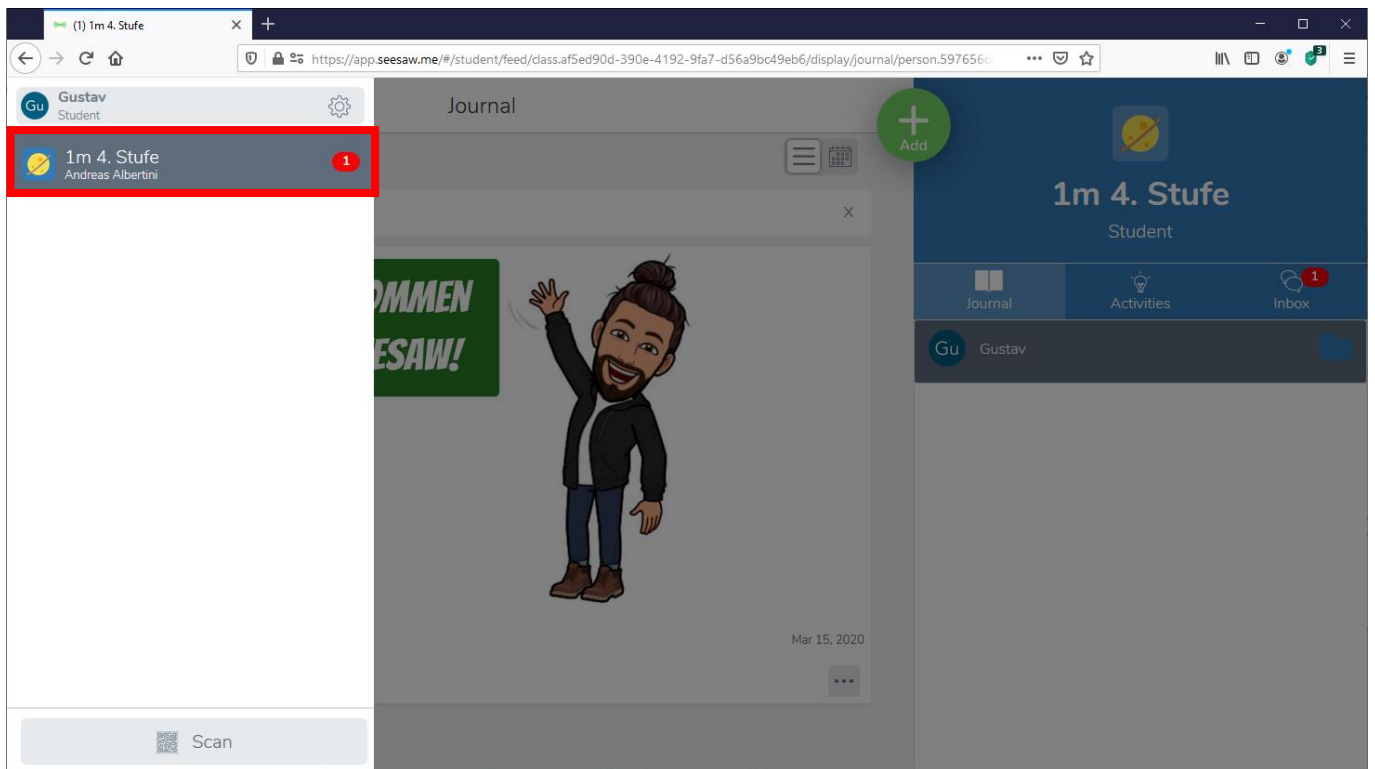 (1) 1m 4. Stufe
https://app.seesaw.me/#/student/feed/class.af5ed90d-390e-4192-9fa7-d56a9bc49eb6/display/journal/person.597656
3
Gu
Gustav
Student
1m 4. Stufe
Andreas Albertini
1
Scan
Journal
X
OMMEN
ESAW!
Mar 15, 2020
Add
1m 4. Stufe
Student
Journal
Activities
Inbox
1
Gu
Gustav